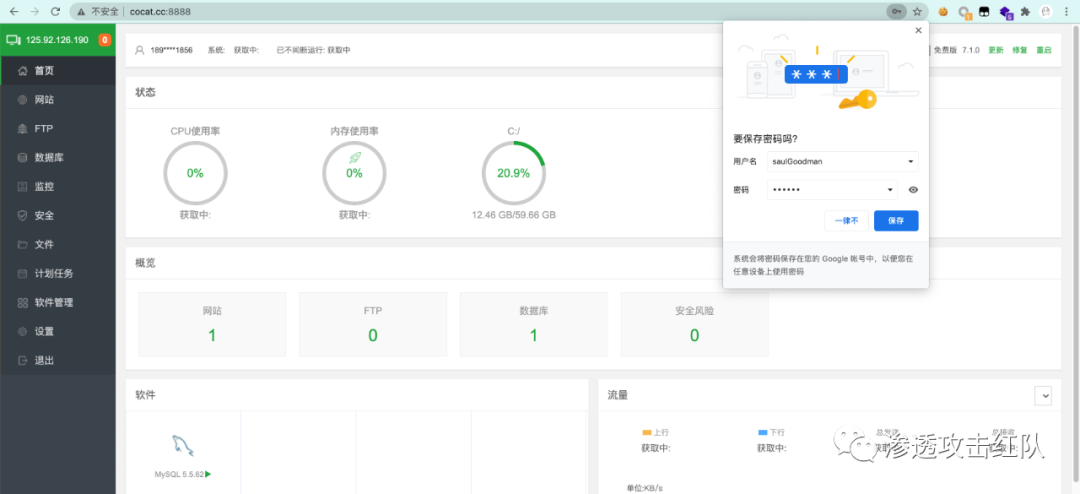 不安全 | cocat.cc:8888
125.92.126.190 0
189****1856 系统: 获取中: 已不间断运行: 获取中
免费版 7.1.0 更新 修复 重启
首页
网站
FTP
数据库
监控
安全
文件
计划任务
软件管理
设置
退出
状态
CPU使用率
内存使用率
C:/
0%
0%
20.9%
获取中:
获取中:
12.46 GB/59.66 GB
要保存密码吗?
用户名 saulGoodman
密码 ••••••
一律不 保存
系统会将密码保存在您的 Google 帐号中，以便您在
任意设备上使用密码
概览
网站
FTP
数据库
安全风险
1
0
1
0
软件
MySQL 5.5.62
流量
上行
下行
总发送
总接收
获取中:
获取中:
获取中:
获取中:
单位:KB/s
渗透攻击红队